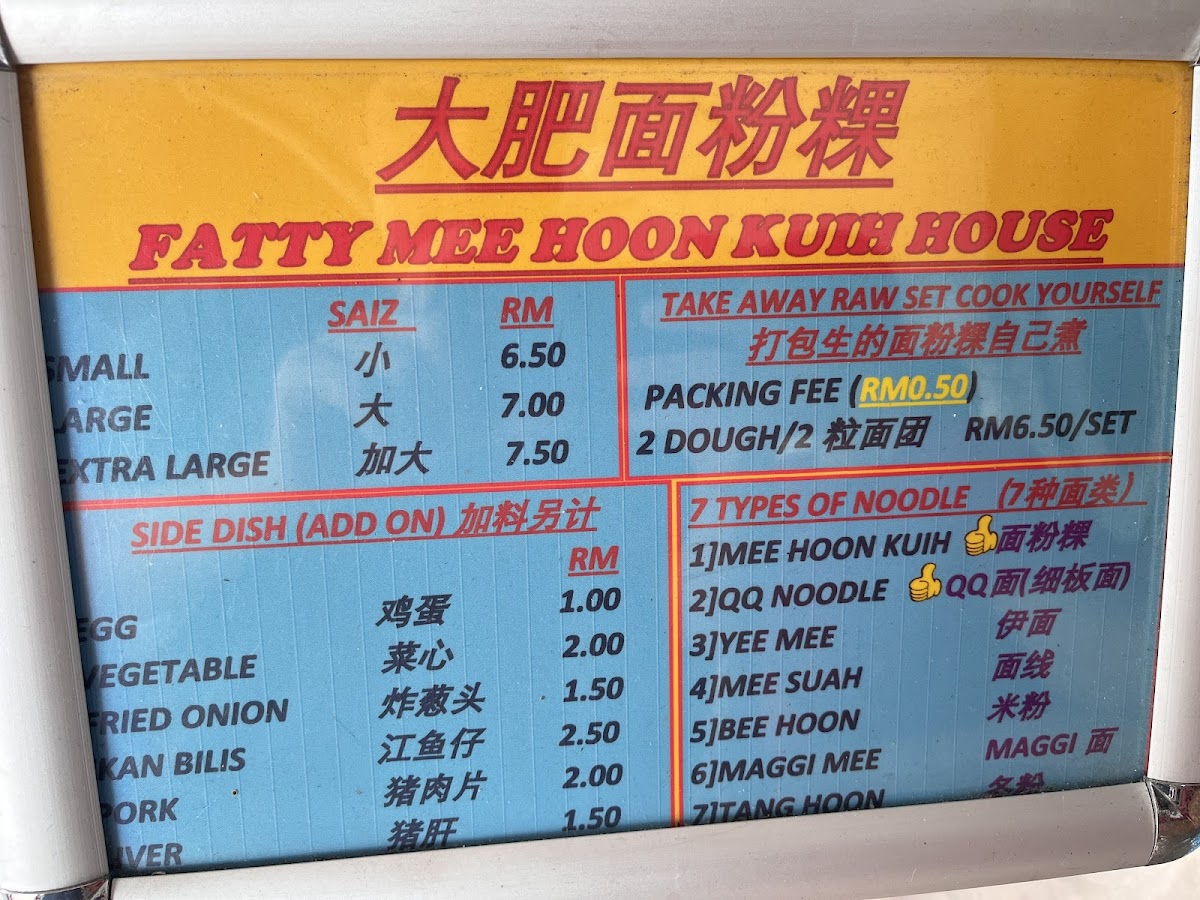 大肥面粉粿
FATTY MEE HOON KUIH HOUSE
SAIZ RM
SMALL 小 6.50
LARGE 大 7.00
EXTRA LARGE 加大 7.50
TAKE AWAY RAW SET COOK YOURSELF
打包生的面粉粿自己煮
PACKING FEE (RM0.50)
2 DOUGH/2 粒面团 RM6.50/SET
SIDE DISH (ADD ON) 加料另计
RM
EGG 鸡蛋 1.00
VEGETABLE 菜心 2.00
FRIED ONION 炸葱头 1.50
KAN BILIS 江鱼仔 2.50
PORK 猪肉片 2.00
LIVER 猪肝 1.50
7 TYPES OF NOODLE (7种面类)
1]MEE HOON KUIH 面粉粿
2]QQ NOODLE QQ面(细板面)
3]YEE MEE 伊面
4]MEE SUAH 面线
5]BEE HOON 米粉
6]MAGGI MEE MAGGI 面
7]TANG HOON 冬粉